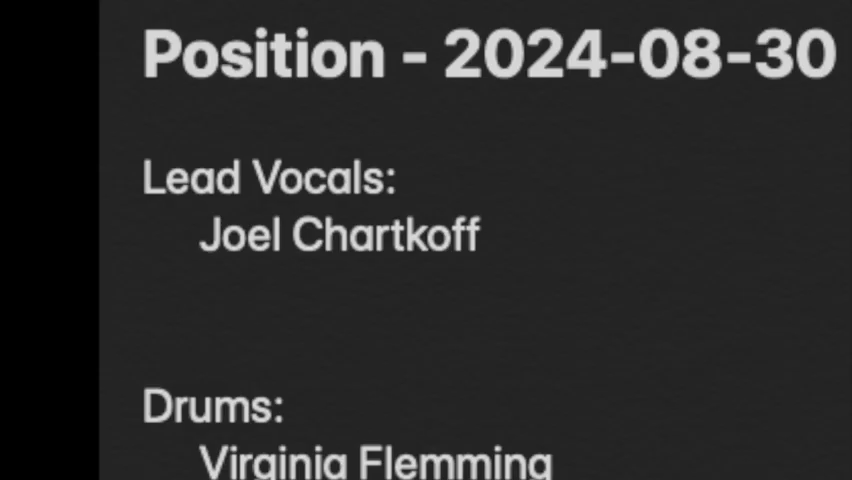 Position - 2024-08-30
Lead Vocals:
Joel Chartkoff
Drums:
Virginia Flemming